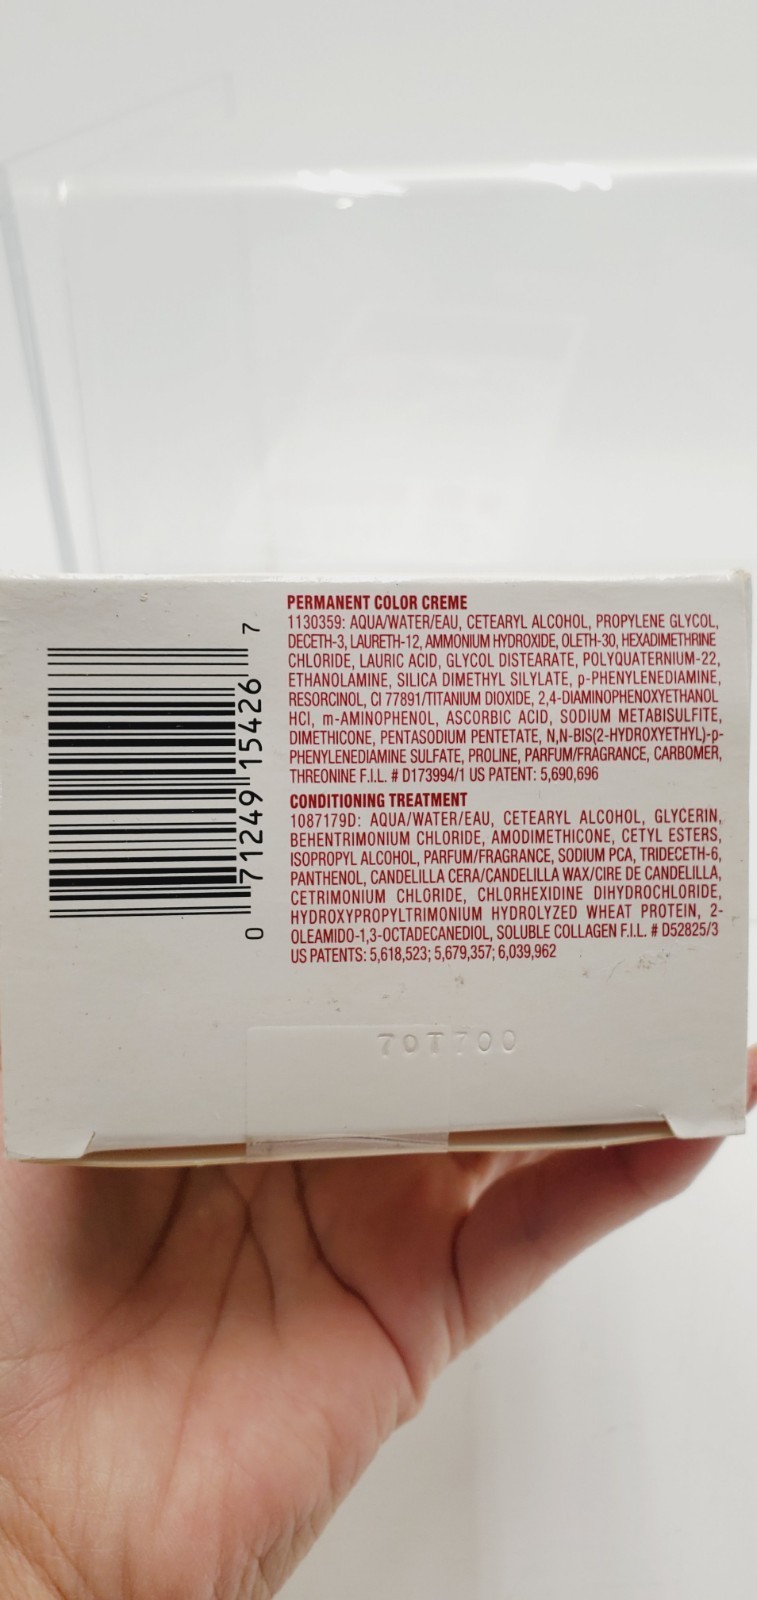 PERMANENT COLOR CREME
1130359: AQUA/WATER/EAU, CETEARYL ALCOHOL, PROPYLENE GLYCOL,
DECETH-3, LAURETH-12, AMMONIUM HYDROXIDE, OLETH-30, HEXADIMETHRINE
CHLORIDE, LAURIC ACID, GLYCOL DISTEARATE, POLYQUATERNIUM-22,
ETHANOLAMINE, SILICA DIMETHYL SILYLATE, p-PHENYLENEDIAMINE,
RESORCINOL, CI 77891/TITANIUM DIOXIDE, 2,4-DIAMINOPHENOXYETHANOL
HCl, m-AMINOPHENOL, ASCORBIC ACID, SODIUM METABISULFITE,
DIMETHICONE, PENTASODIUM PENTETATE, N,N-BIS(2-HYDROXYETHYL)-p-
PHENYLENEDIAMINE SULFATE, PROLINE, PARFUM/FRAGRANCE, CARBOMER,
THREONINE F.I.L. # D173994/1 US PATENT: 5,690,696
CONDITIONING TREATMENT
1087179D: AQUA/WATER/EAU, CETEARYL ALCOHOL, GLYCERIN,
BEHENTRIMONIUM CHLORIDE, AMODIMETHICONE, CETYL ESTERS,
ISOPROPYL ALCOHOL, PARFUM/FRAGRANCE, SODIUM PCA, TRIDECETH-6,
PANTHENOL, CANDELILLA CERA/CANDELILLA WAX/CIRE DE CANDELILLA,
CETRIMONIUM CHLORIDE, CHLORHEXIDINE DIHYDROCHLORIDE,
HYDROXYPROPYLTRIMONIUM HYDROLYZED WHEAT PROTEIN, 2-
OLEAMIDO-1,3-OCTADECANEDIOL, SOLUBLE COLLAGEN F.I.L. # D52825/3
US PATENTS: 5,618,523; 5,679,357; 6,039,962
0 71249 15426 7
70T700